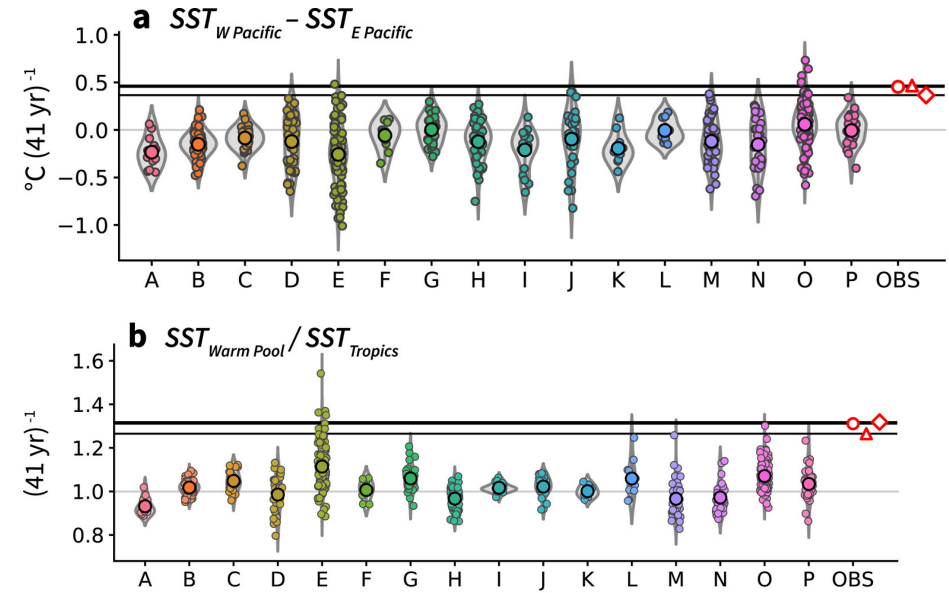 a SST W Pacific – SST E Pacific
°C (41 yr)⁻¹
1.0
0.5
0.0
−0.5
−1.0
A B C D E F G H I J K L M N O P OBS
b SST Warm Pool / SST Tropics
(41 yr)⁻¹
1.6
1.4
1.2
1.0
0.8
A B C D E F G H I J K L M N O P OBS